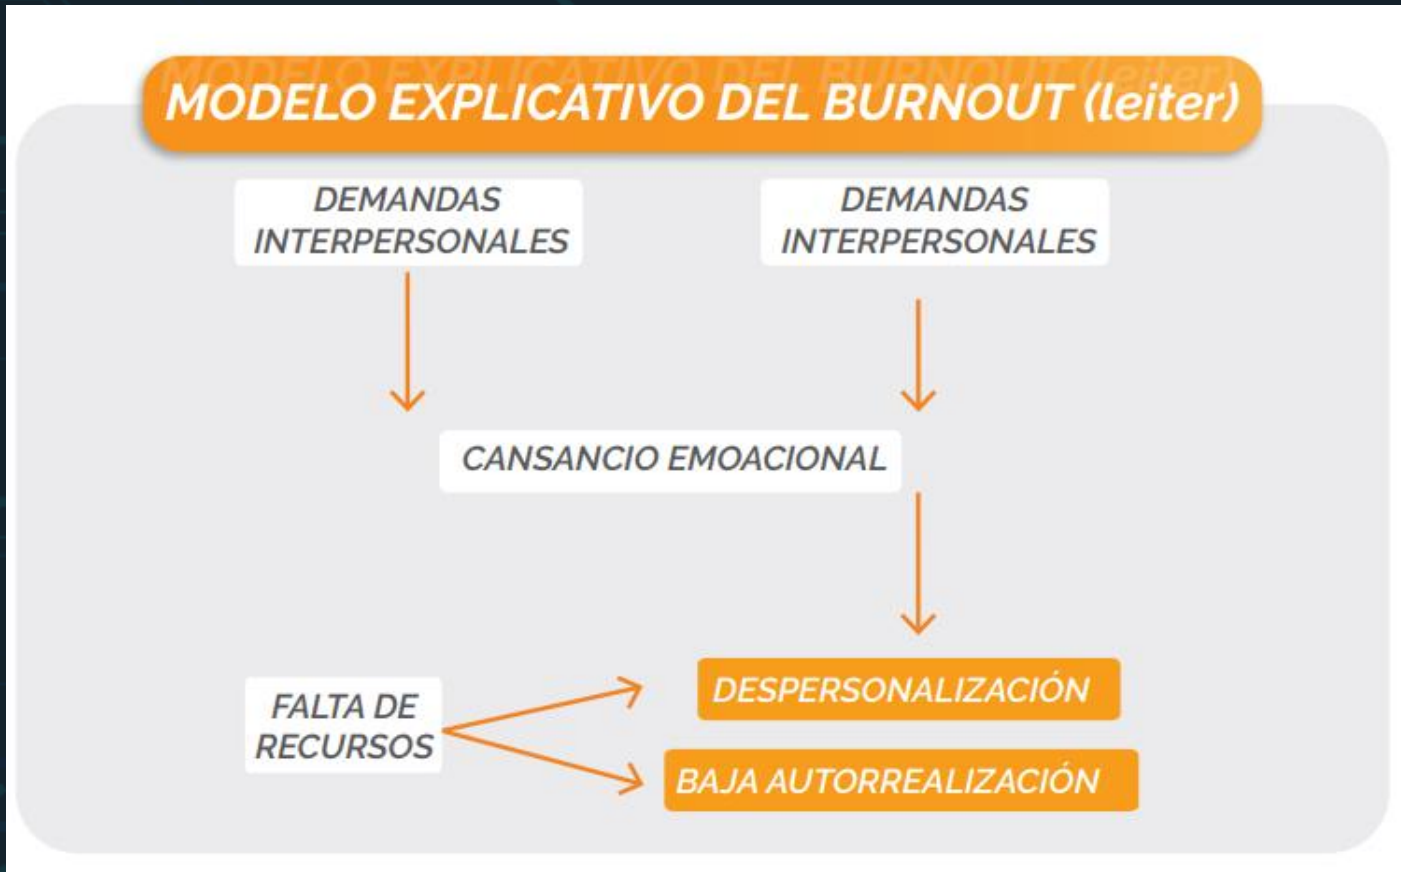 MODELO EXPLICATIVO DEL BURNOUT (leiter)
DEMANDAS
INTERPERSONALES
DEMANDAS
INTERPERSONALES
CANSANCIO EMOACIONAL
FALTA DE
RECURSOS
DESPERSONALIZACIÓN
BAJA AUTORREALIZACIÓN